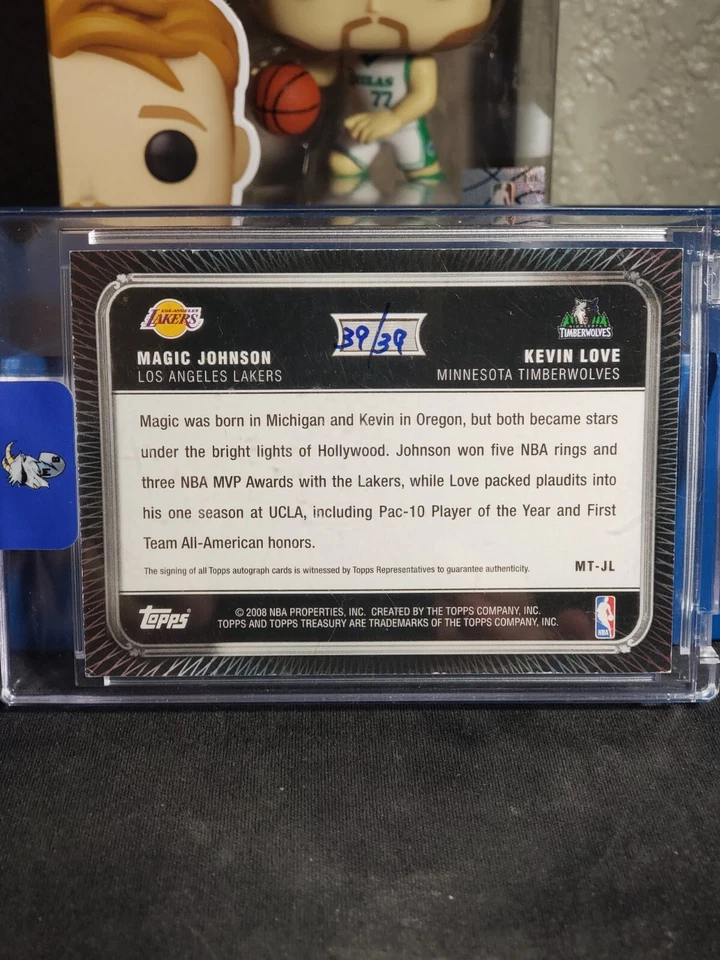 77
LOS ANGELES
LAKERS
39/39
MINNESOTA
TIMBERWOLVES
MAGIC JOHNSON
LOS ANGELES LAKERS
KEVIN LOVE
MINNESOTA TIMBERWOLVES
Magic was born in Michigan and Kevin in Oregon, but both became stars
under the bright lights of Hollywood. Johnson won five NBA rings and
three NBA MVP Awards with the Lakers, while Love packed plaudits into
his one season at UCLA, including Pac-10 Player of the Year and First
Team All-American honors.
The signing of all Topps autograph cards is witnessed by Topps Representatives to guarantee authenticity.
MT-JL
Topps
© 2008 NBA PROPERTIES, INC. CREATED BY THE TOPPS COMPANY, INC.
TOPPS AND TOPPS TREASURY ARE TRADEMARKS OF THE TOPPS COMPANY, INC.
NBA